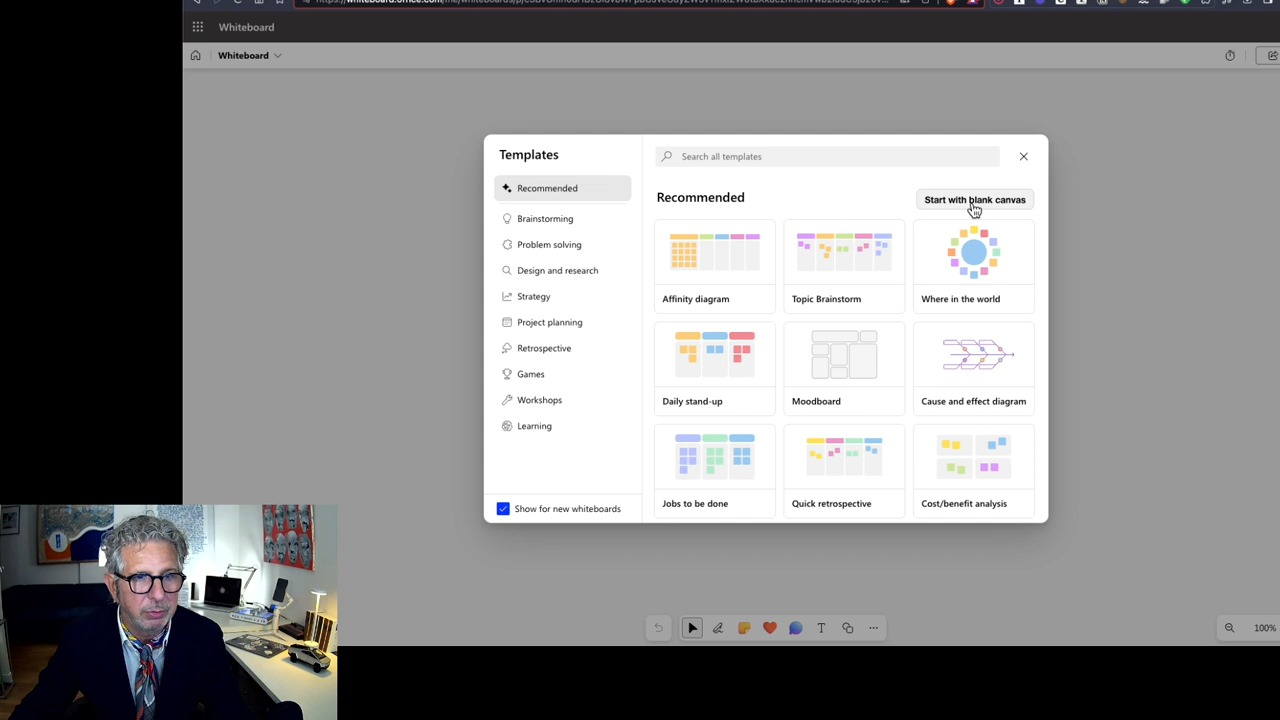 Whiteboard
Whiteboard
Templates
Search all templates
Recommended
Recommended
Start with blank canvas
Brainstorming
Problem solving
Design and research
Strategy
Project planning
Retrospective
Games
Workshops
Learning
Affinity diagram
Topic Brainstorm
Where in the world
Daily stand-up
Moodboard
Cause and effect diagram
Jobs to be done
Quick retrospective
Cost/benefit analysis
Show for new whiteboards
100%